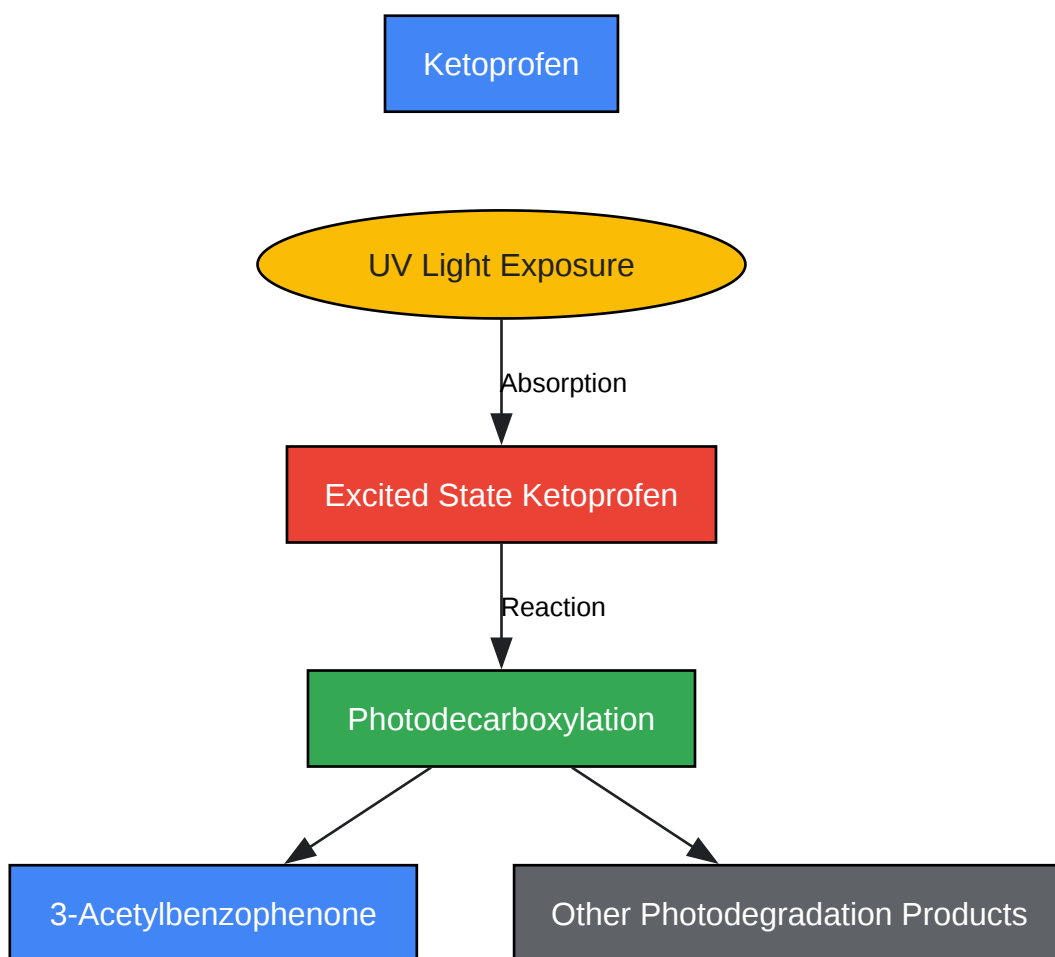 Ketoprofen
UV Light Exposure
Absorption
Excited State Ketoprofen
Reaction
Photodecarboxylation
3-Acetylbenzophenone
Other Photodegradation Products